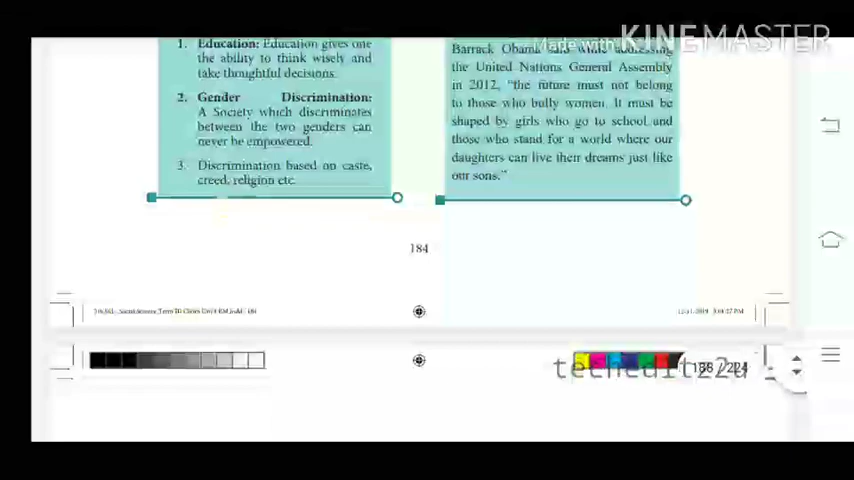 Made with KINEMASTER
1. Education: Education gives one
the ability to think wisely and
take thoughtful decisions.
2. Gender Discrimination:
A Society which discriminates
between the two genders can
never be empowered.
3. Discrimination based on caste,
creed, religion etc.
Barrack Obama said while addressing
the United Nations General Assembly
in 2012, “the future must not belong
to those who bully women. It must be
shaped by girls who go to school and
those who stand for a world where our
daughters can live their dreams just like
our sons.”
184
techeditz2u
188 / 224